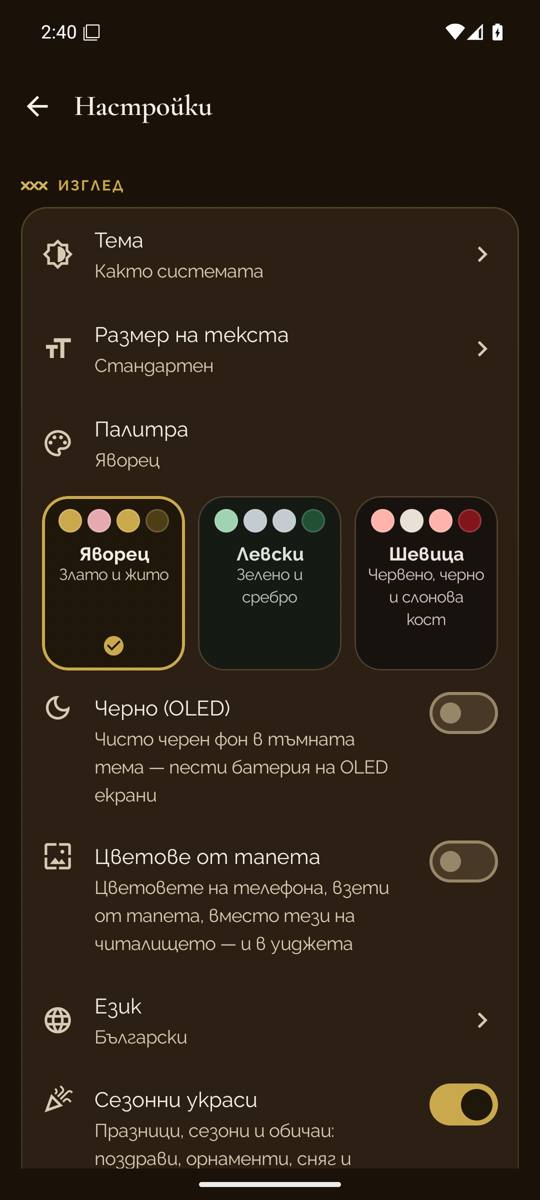 2:40
Настройки
ИЗГЛЕД
Тема
Както системата
Размер на текста
Стандартен
Палитра
Яворец
Яворец
Злато и жито
Левски
Зелено и
сребро
Шевица
Червено, черно
и слонова
кост
Черно (OLED)
Чисто черен фон в тъмната
тема — пести батерия на OLED
екрани
Цветове от тапета
Цветовете на телефона, взети
от тапета, вместо тези на
читалището — и в уиджета
Език
Български
Сезонни украси
Празници, сезони и обичаи:
поздрави, орнаменти, сняг и